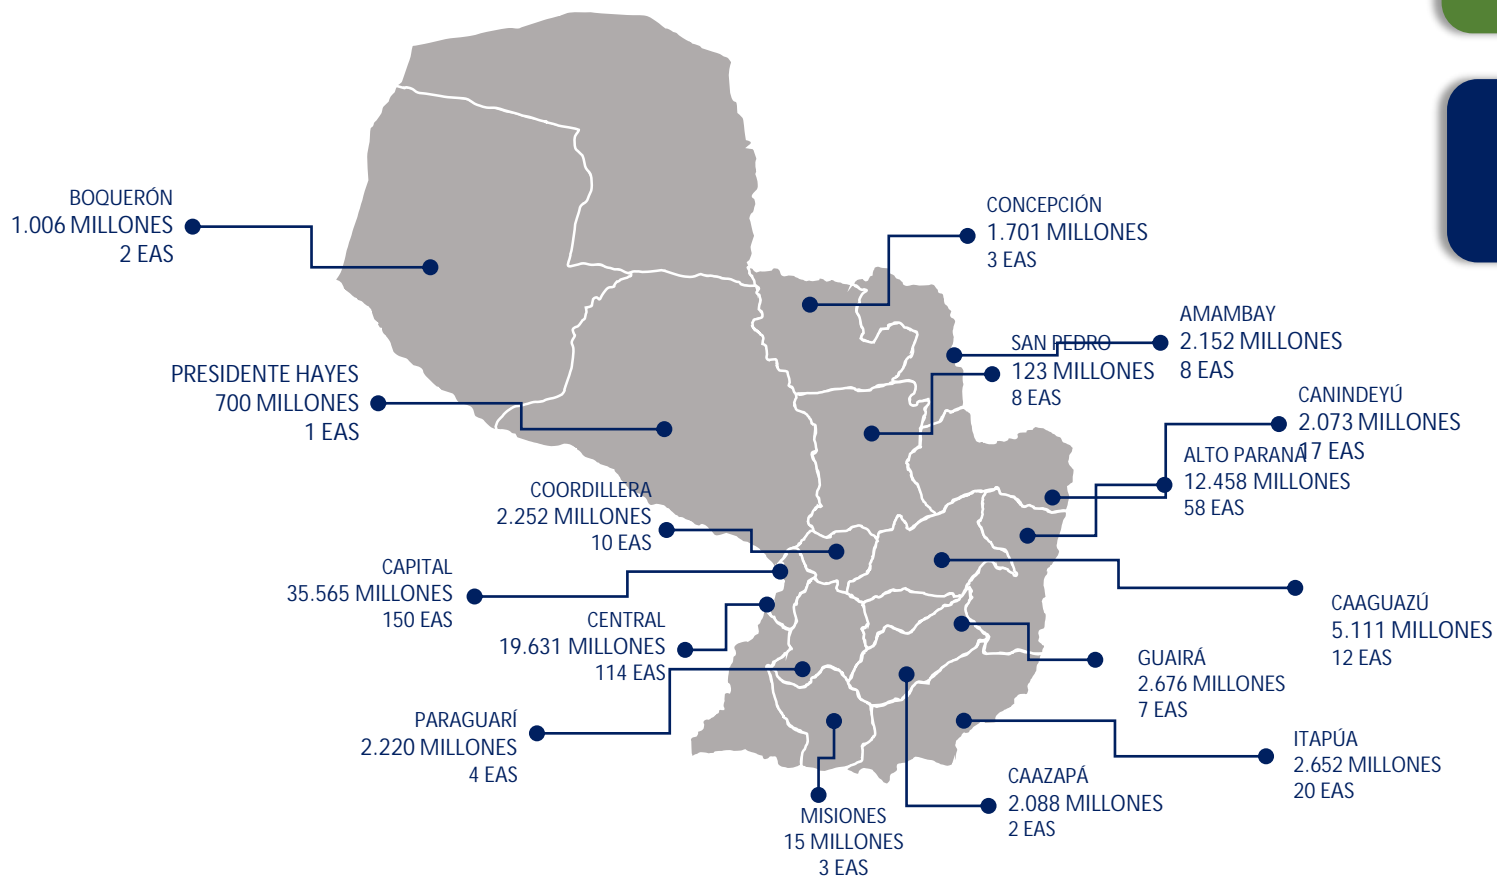 BOQUERÓN
1.006 MILLONES
2 EAS
CONCEPCIÓN
1.701 MILLONES
3 EAS
AMAMBAY
2.152 MILLONES
8 EAS
SAN PEDRO
123 MILLONES
8 EAS
PRESIDENTE HAYES
700 MILLONES
1 EAS
CANINDEYÚ
2.073 MILLONES
17 EAS
ALTO PARANÁ
12.458 MILLONES
58 EAS
COORDILLERA
2.252 MILLONES
10 EAS
CAPITAL
35.565 MILLONES
150 EAS
CENTRAL
19.631 MILLONES
114 EAS
CAAGUAZÚ
5.111 MILLONES
12 EAS
GUAIRÁ
2.676 MILLONES
7 EAS
PARAGUARÍ
2.220 MILLONES
4 EAS
ITAPÚA
2.652 MILLONES
20 EAS
CAAZAPÁ
2.088 MILLONES
2 EAS
MISIONES
15 MILLONES
3 EAS